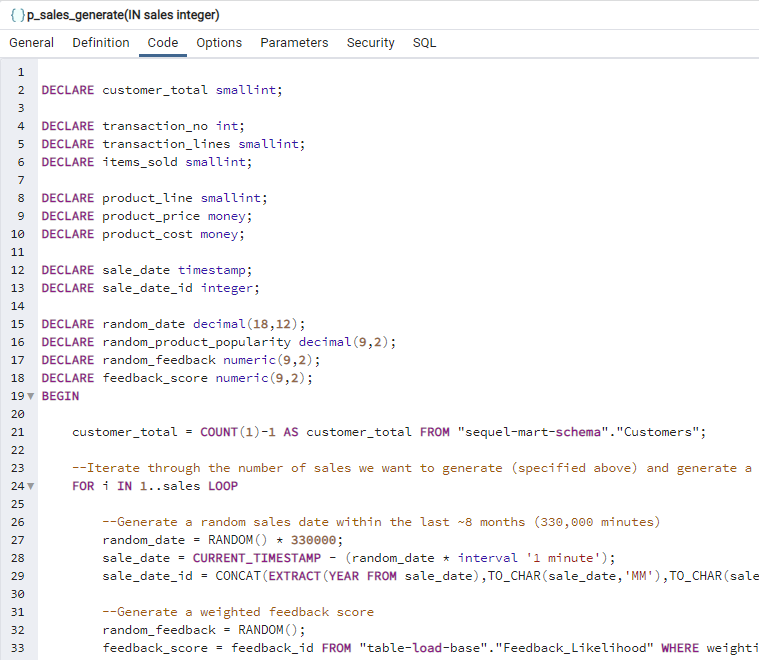 { } p_sales_generate(IN sales integer)
General Definition Code Options Parameters Security SQL
1
2 DECLARE customer_total smallint;
3
4 DECLARE transaction_no int;
5 DECLARE transaction_lines smallint;
6 DECLARE items_sold smallint;
7
8 DECLARE product_line smallint;
9 DECLARE product_price money;
10 DECLARE product_cost money;
11
12 DECLARE sale_date timestamp;
13 DECLARE sale_date_id integer;
14
15 DECLARE random_date decimal(18,12);
16 DECLARE random_product_popularity decimal(9,2);
17 DECLARE random_feedback numeric(9,2);
18 DECLARE feedback_score numeric(9,2);
19 BEGIN
20
21 customer_total = COUNT(1)-1 AS customer_total FROM "sequel-mart-schema"."Customers";
22
23 --Iterate through the number of sales we want to generate (specified above) and generate a
24 FOR i IN 1..sales LOOP
25
26 --Generate a random sales date within the last ~8 months (330,000 minutes)
27 random_date = RANDOM() * 330000;
28 sale_date = CURRENT_TIMESTAMP - (random_date * interval '1 minute');
29 sale_date_id = CONCAT(EXTRACT(YEAR FROM sale_date),TO_CHAR(sale_date,'MM'),TO_CHAR(sale
30
31 --Generate a weighted feedback score
32 random_feedback = RANDOM();
33 feedback_score = feedback_id FROM "table-load-base"."Feedback_Likelihood" WHERE weighti